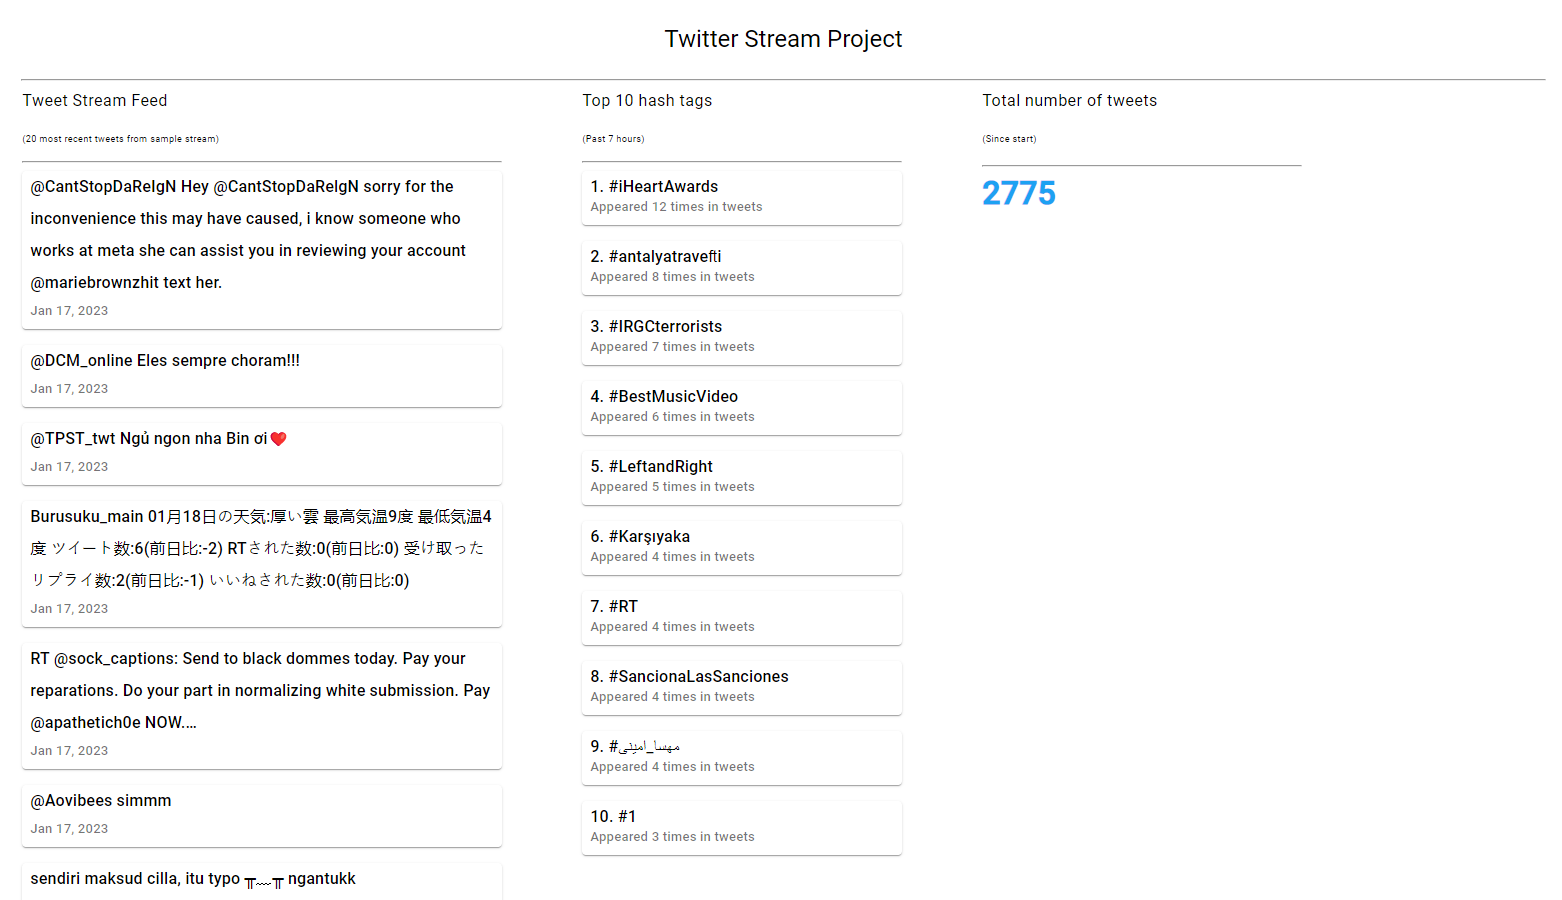 Twitter Stream Project
Tweet Stream Feed
(20 most recent tweets from sample stream)
@CantStopDaReIgN Hey @CantStopDaReIgN sorry for the
inconvenience this may have caused, i know someone who
works at meta she can assist you in reviewing your account
@mariebrownzhit text her.
Jan 17, 2023
@DCM_online Eles sempre choram!!!
Jan 17, 2023
@TPST_twt Ngủ ngon nha Bin ơi❤️
Jan 17, 2023
Burusuku_main 01月18日の天気:厚い雲 最高気温9度 最低気温4
度 ツイート数:6(前日比:-2) RTされた数:0(前日比:0) 受け取った
リプライ数:2(前日比:-1) いいねされた数:0(前日比:0)
Jan 17, 2023
RT @sock_captions: Send to black dommes today. Pay your
reparations. Do your part in normalizing white submission. Pay
@apathetich0e NOW.…
Jan 17, 2023
@Aovibees simmm
Jan 17, 2023
sendiri maksud cilla, itu typo ╥﹏╥ ngantukk
Top 10 hash tags
(Past 7 hours)
1. #iHeartAwards
Appeared 12 times in tweets
2. #antalyatravesti
Appeared 8 times in tweets
3. #IRGCterrorists
Appeared 7 times in tweets
4. #BestMusicVideo
Appeared 6 times in tweets
5. #LeftandRight
Appeared 5 times in tweets
6. #Karşıyaka
Appeared 4 times in tweets
7. #RT
Appeared 4 times in tweets
8. #SancionaLasSanciones
Appeared 4 times in tweets
9. #مهسا_امینی
Appeared 4 times in tweets
10. #1
Appeared 3 times in tweets
Total number of tweets
(Since start)
2775